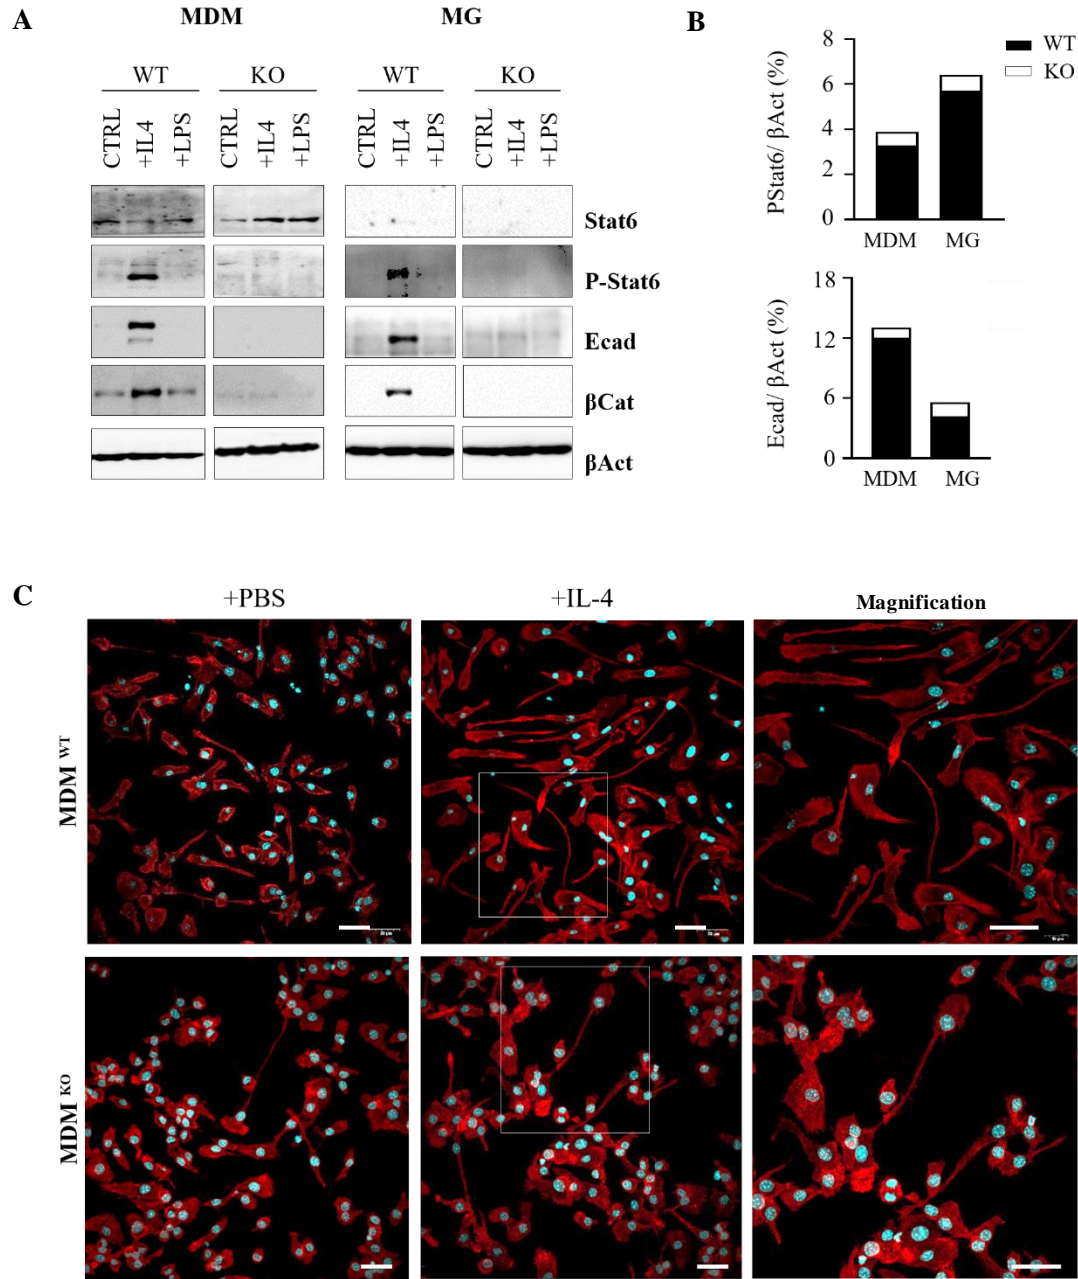 A
MDM
MG
WT
KO
WT
KO
CTRL
+IL4
+LPS
CTRL
+IL4
+LPS
CTRL
+IL4
+LPS
CTRL
+IL4
+LPS
Stat6
P-Stat6
Ecad
βCat
βAct
B
PStat6/ βAct (%)
8
6
4
2
0
MDM
MG
WT
KO
Ecad/ βAct (%)
18
12
6
0
MDM
MG
C
+PBS
+IL-4
Magnification
MDM WT
MDM KO